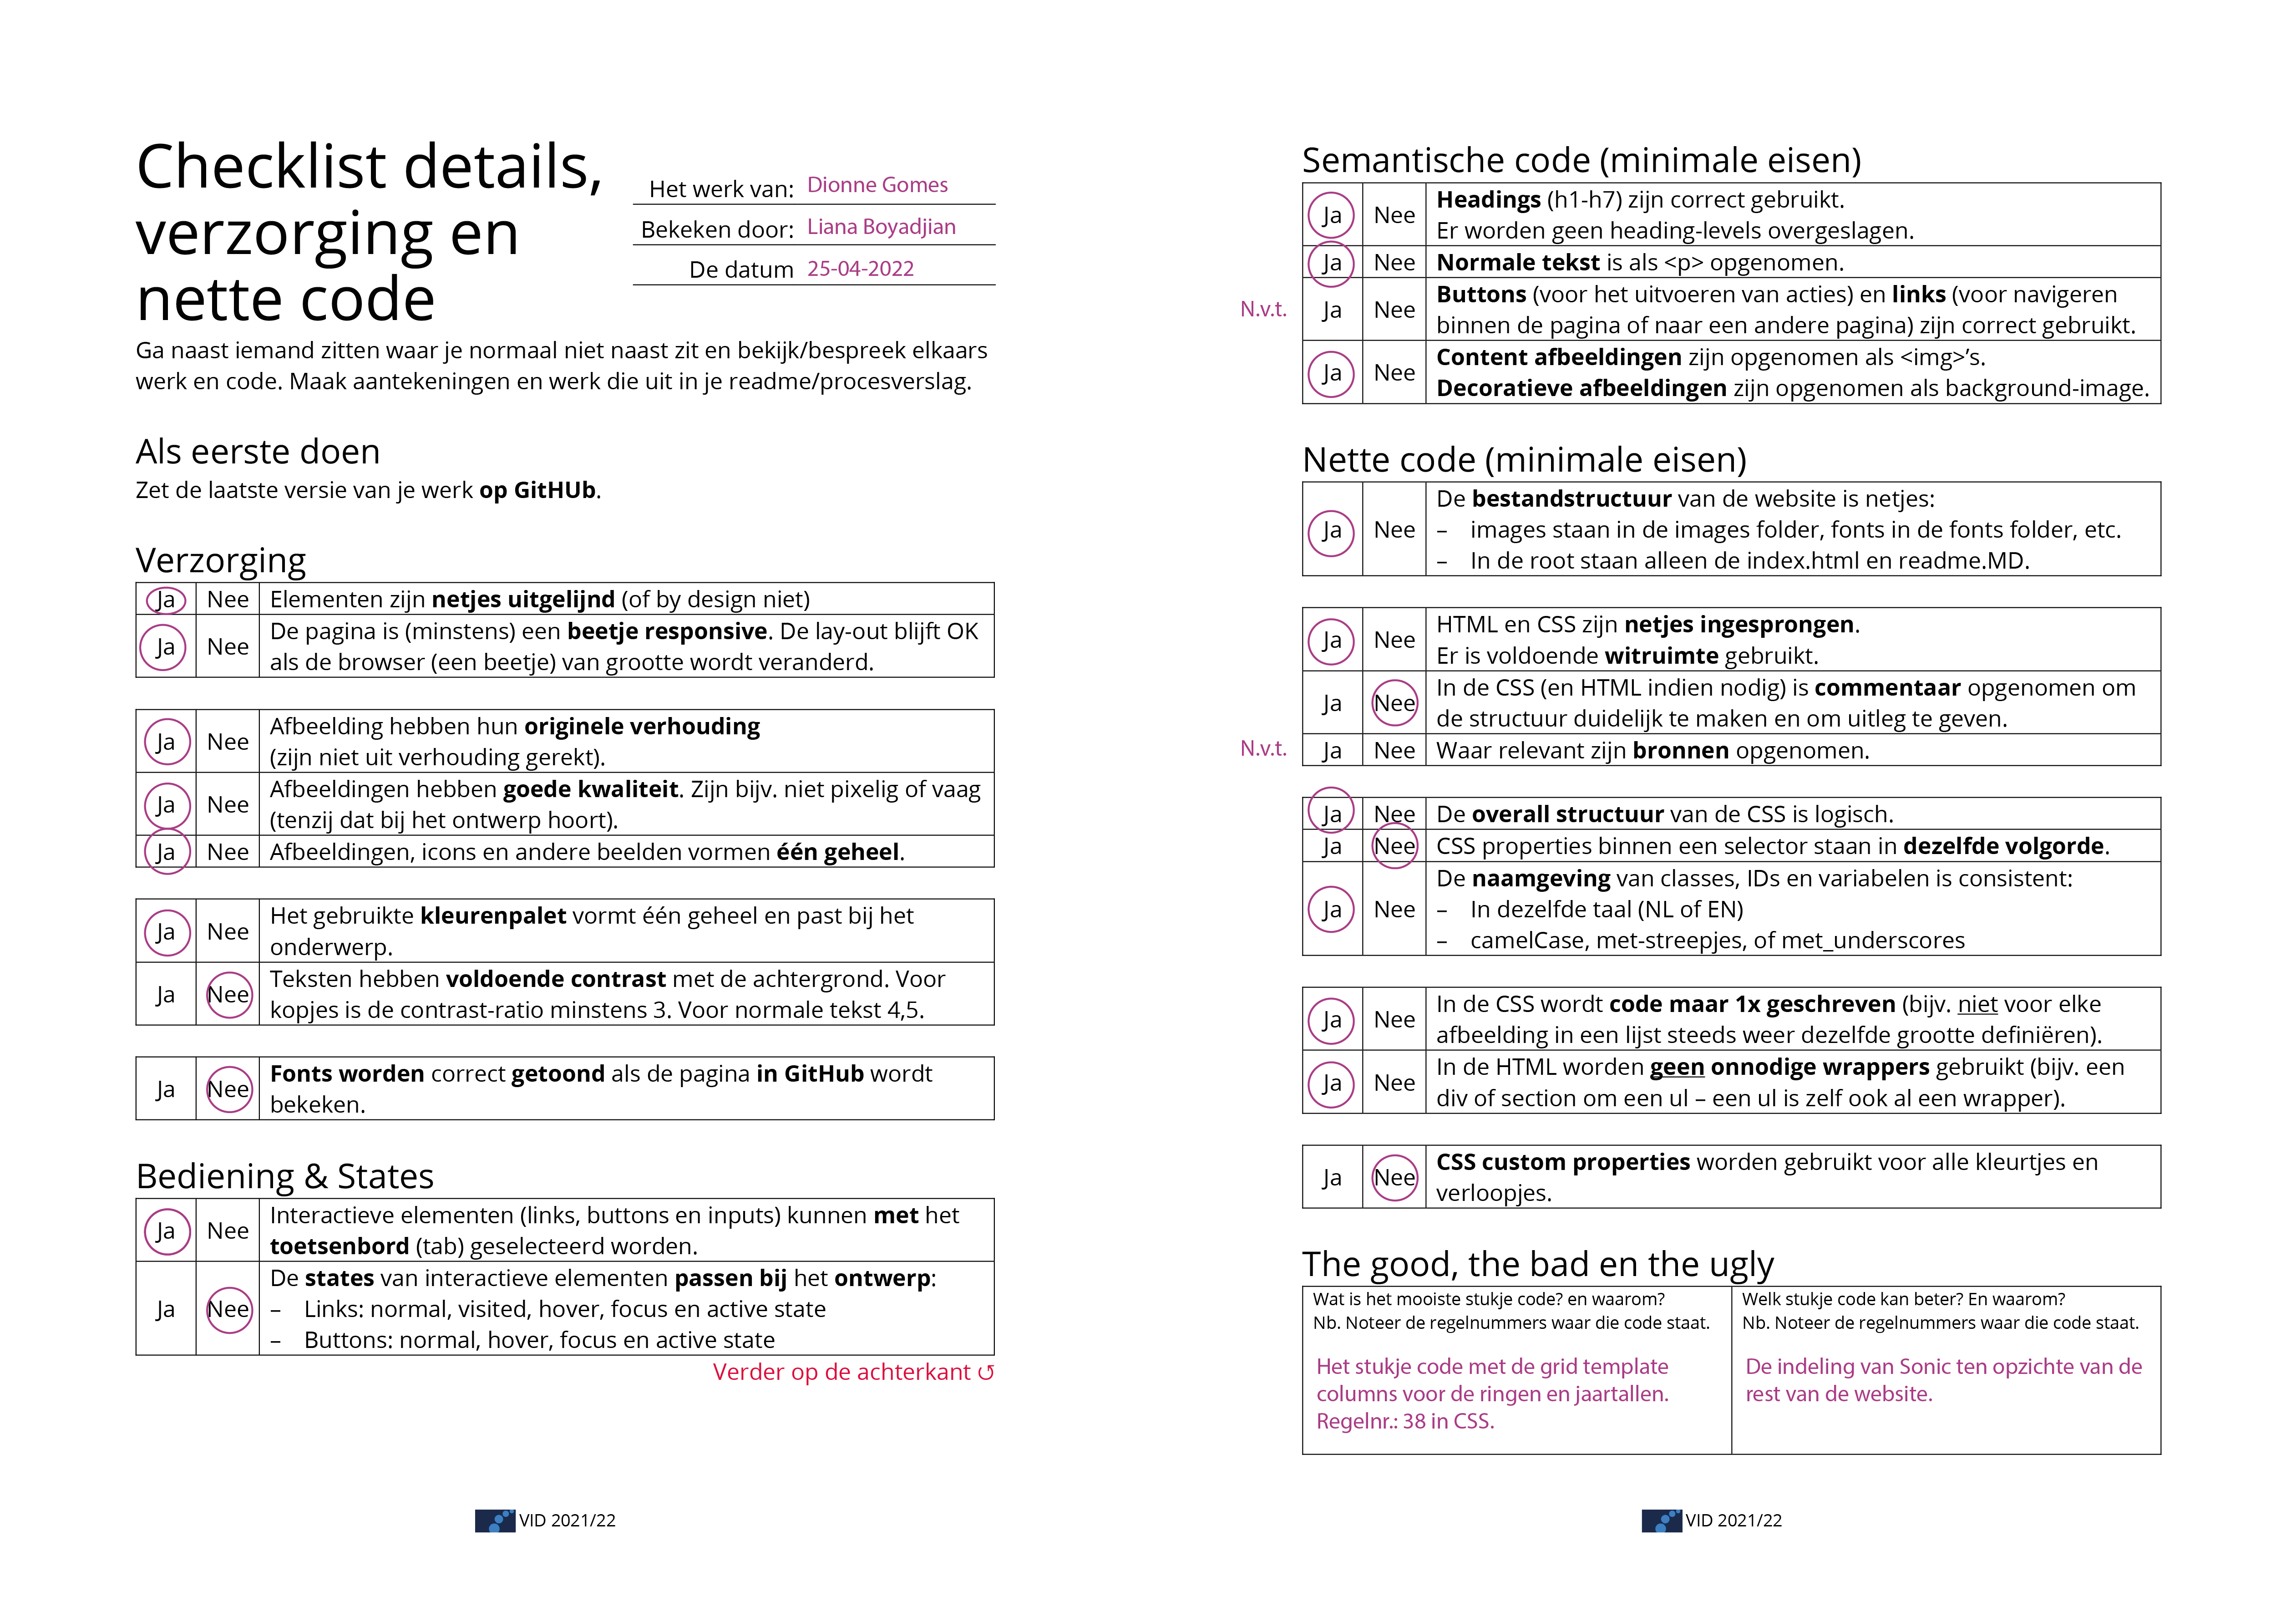 Checklist details,
verzorging en
nette code
Het werk van: Dionne Gomes
Bekeken door: Liana Boyadjian
De datum 25-04-2022
Ga naast iemand zitten waar je normaal niet naast zit en bekijk/bespreek elkaars
werk en code. Maak aantekeningen en werk die uit in je readme/procesverslag.
Als eerste doen
Zet de laatste versie van je werk op GitHUb.
Verzorging
Ja Nee Elementen zijn netjes uitgelijnd (of by design niet)
Ja Nee De pagina is (minstens) een beetje responsive. De lay-out blijft OK
als de browser (een beetje) van grootte wordt veranderd.
Ja Nee Afbeelding hebben hun originele verhouding
(zijn niet uit verhouding gerekt).
Ja Nee Afbeeldingen hebben goede kwaliteit. Zijn bijv. niet pixelig of vaag
(tenzij dat bij het ontwerp hoort).
Ja Nee Afbeeldingen, icons en andere beelden vormen één geheel.
Ja Nee Het gebruikte kleurenpalet vormt één geheel en past bij het
onderwerp.
Ja Nee Teksten hebben voldoende contrast met de achtergrond. Voor
kopjes is de contrast-ratio minstens 3. Voor normale tekst 4,5.
Ja Nee Fonts worden correct getoond als de pagina in GitHub wordt
bekeken.
Bediening & States
Ja Nee Interactieve elementen (links, buttons en inputs) kunnen met het
toetsenbord (tab) geselecteerd worden.
Ja Nee De states van interactieve elementen passen bij het ontwerp:
– Links: normal, visited, hover, focus en active state
– Buttons: normal, hover, focus en active state
Verder op de achterkant ↺
VID 2021/22
Semantische code (minimale eisen)
Ja Nee Headings (h1-h7) zijn correct gebruikt.
Er worden geen heading-levels overgeslagen.
Ja Nee Normale tekst is als <p> opgenomen.
N.v.t. Ja Nee Buttons (voor het uitvoeren van acties) en links (voor navigeren
binnen de pagina of naar een andere pagina) zijn correct gebruikt.
Ja Nee Content afbeeldingen zijn opgenomen als <img>’s.
Decoratieve afbeeldingen zijn opgenomen als background-image.
Nette code (minimale eisen)
Ja Nee De bestandstructuur van de website is netjes:
– images staan in de images folder, fonts in de fonts folder, etc.
– In de root staan alleen de index.html en readme.MD.
Ja Nee HTML en CSS zijn netjes ingesprongen.
Er is voldoende witruimte gebruikt.
Ja Nee In de CSS (en HTML indien nodig) is commentaar opgenomen om
de structuur duidelijk te maken en om uitleg te geven.
N.v.t. Ja Nee Waar relevant zijn bronnen opgenomen.
Ja Nee De overall structuur van de CSS is logisch.
Ja Nee CSS properties binnen een selector staan in dezelfde volgorde.
Ja Nee De naamgeving van classes, IDs en variabelen is consistent:
– In dezelfde taal (NL of EN)
– camelCase, met-streepjes, of met_underscores
Ja Nee In de CSS wordt code maar 1x geschreven (bijv. niet voor elke
afbeelding in een lijst steeds weer dezelfde grootte definiëren).
Ja Nee In de HTML worden geen onnodige wrappers gebruikt (bijv. een
div of section om een ul – een ul is zelf ook al een wrapper).
Ja Nee CSS custom properties worden gebruikt voor alle kleurtjes en
verloopjes.
The good, the bad en the ugly
Wat is het mooiste stukje code? en waarom?
Nb. Noteer de regelnummers waar die code staat.
Het stukje code met de grid template
columns voor de ringen en jaartallen.
Regelnr.: 38 in CSS.
Welk stukje code kan beter? En waarom?
Nb. Noteer de regelnummers waar die code staat.
De indeling van Sonic ten opzichte van de
rest van de website.
VID 2021/22